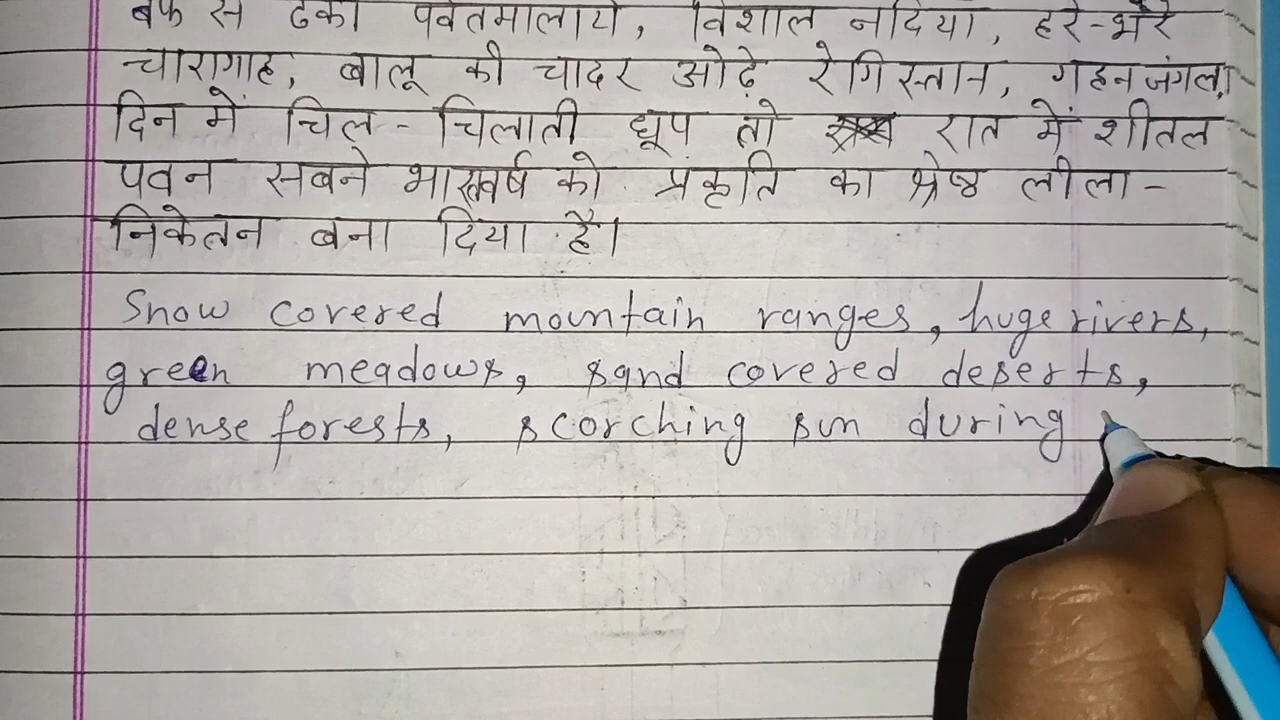 बर्फ से ढकी पर्वतमालायें, विशाल नदियाँ, हरे-भरे
चारागाह, बालू की चादर ओढ़े रेगिस्तान, गहन जंगल,
दिन में चिल-चिलाती धूप तो रात में शीतल
पवन सबने भारतवर्ष को प्रकृति का श्रेष्ठ लीला-
निकेतन बना दिया है।
Snow covered mountain ranges, huge rivers,
green meadows, sand covered deserts,
dense forests, scorching sun during